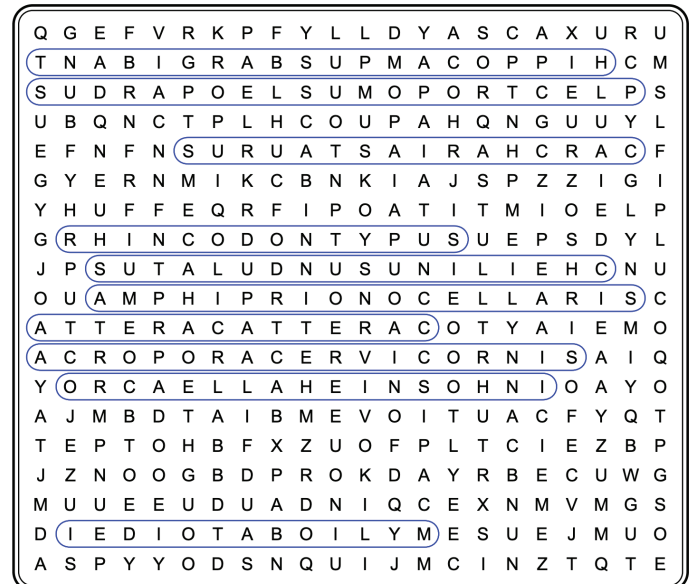 Q G E F V R K P F Y L L D Y A S C A X U R U
T N A B I G R A B S U P M A C O P P I H C M
S U D R A P O E L S U M O P O R T C E L P S
U B Q N C T P L H C O U P A H Q N G U U Y L
E F N F N S U R U A T S A I R A H C R A C F
G Y E R N M I K C B N K I A J S P Z Z I G I
Y H U F F E Q R F I P O A T I T M I O E L P
G R H I N C O D O N T Y P U S U E P S D Y L
J P S U T A L U D N U S U N I L I E H C N U
O U A M P H I P R I O N O C E L L A R I S C
A T T E R A C A T T E R A C O T Y A I E M O
A C R O P O R A C E R V I C O R N I S A I Q
Y O R C A E L L A H E I N S O H N I O A Y O
A J M B D T A I B M E V O I T U A C F Y Q T
T E P T O H B F X Z U O F P L T C I E Z B P
J Z N O O G B D P R O K D A Y R B E C U W G
M U U E E U D U A D N I Q C E X N M V M G S
D I E D I O T A B O I L Y M E S U E J M U O
A S P Y Y O D S N Q U I J M C I N Z T Q T E